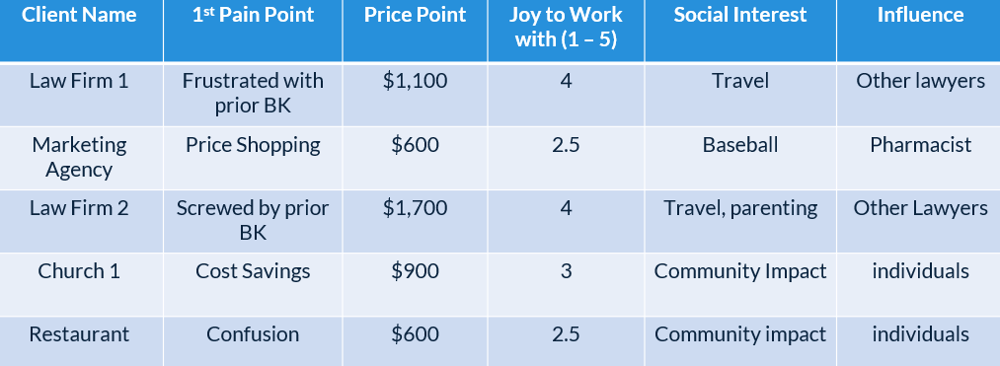 Client Name 1st Pain Point Price Point Joy to Work with (1 – 5) Social Interest Influence
Law Firm 1 Frustrated with prior BK $1,100 4 Travel Other lawyers
Marketing Agency Price Shopping $600 2.5 Baseball Pharmacist
Law Firm 2 Screwed by prior BK $1,700 4 Travel, parenting Other Lawyers
Church 1 Cost Savings $900 3 Community Impact individuals
Restaurant Confusion $600 2.5 Community impact individuals